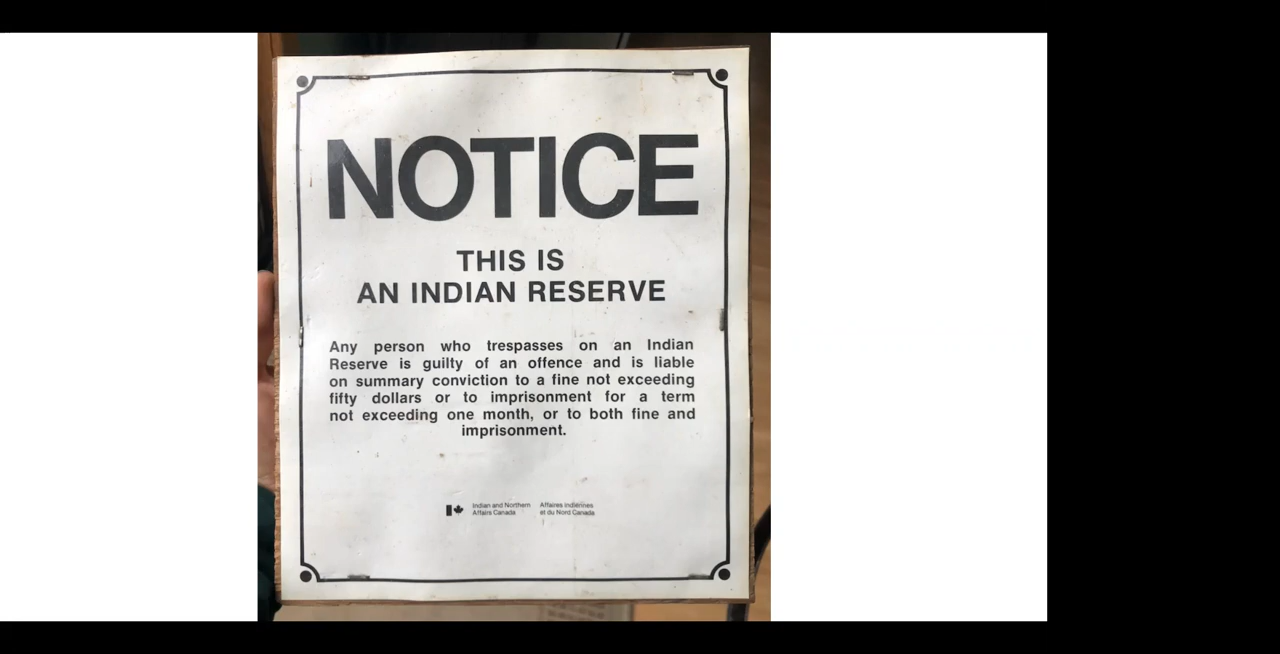 NOTICE
THIS IS
AN INDIAN RESERVE
Any person who trespasses on an Indian
Reserve is guilty of an offence and is liable
on summary conviction to a fine not exceeding
fifty dollars or to imprisonment for a term
not exceeding one month, or to both fine and
imprisonment.
Indian and Northern
Affairs Canada
Affaires indiennes
et du Nord Canada